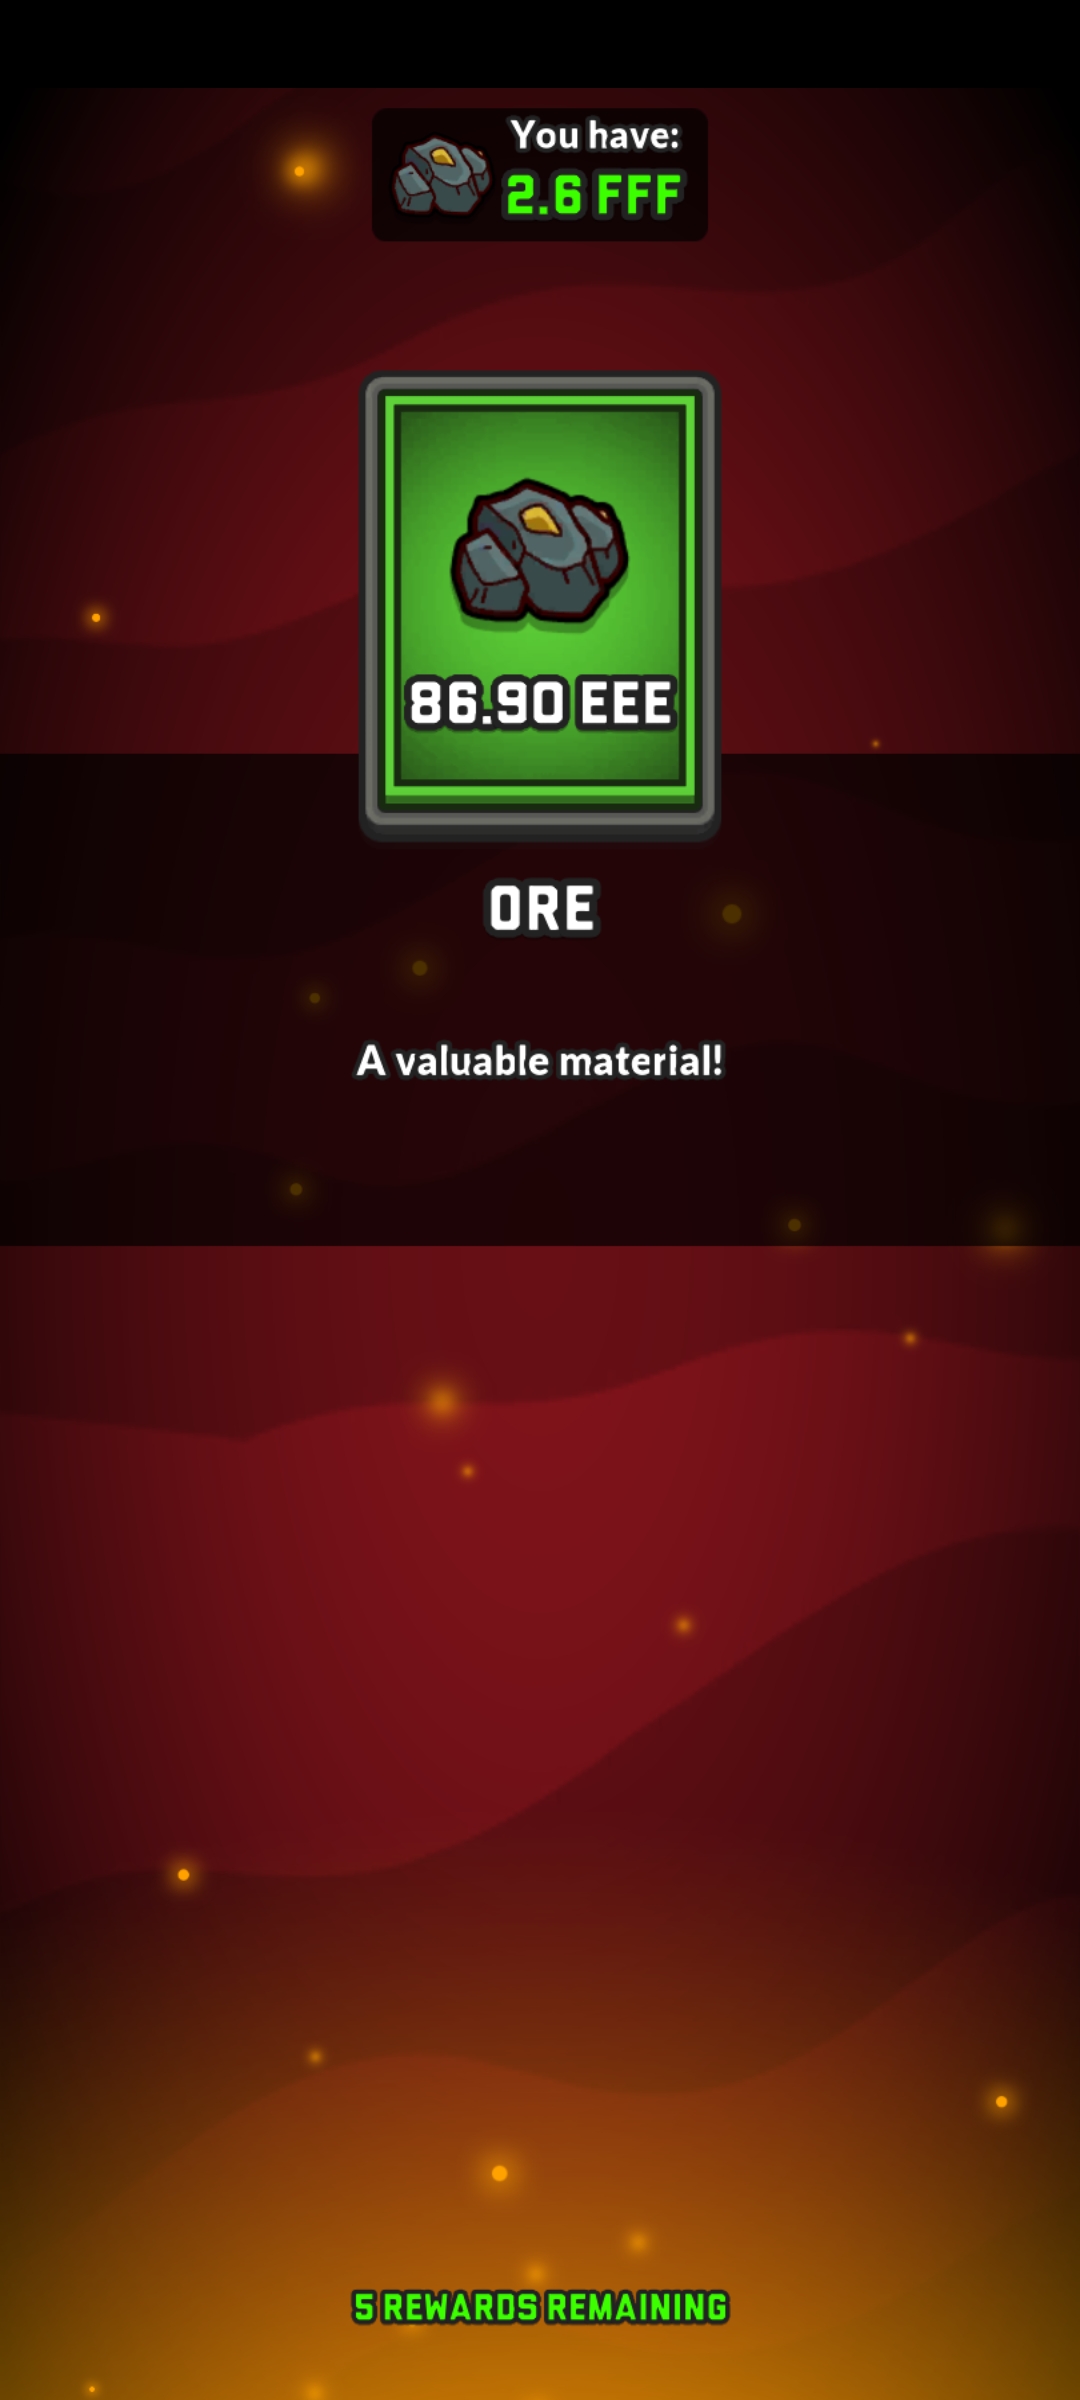 You have:
2.6 FFF
86.90 EEE
ORE
A valuable material!
5 REWARDS REMAINING